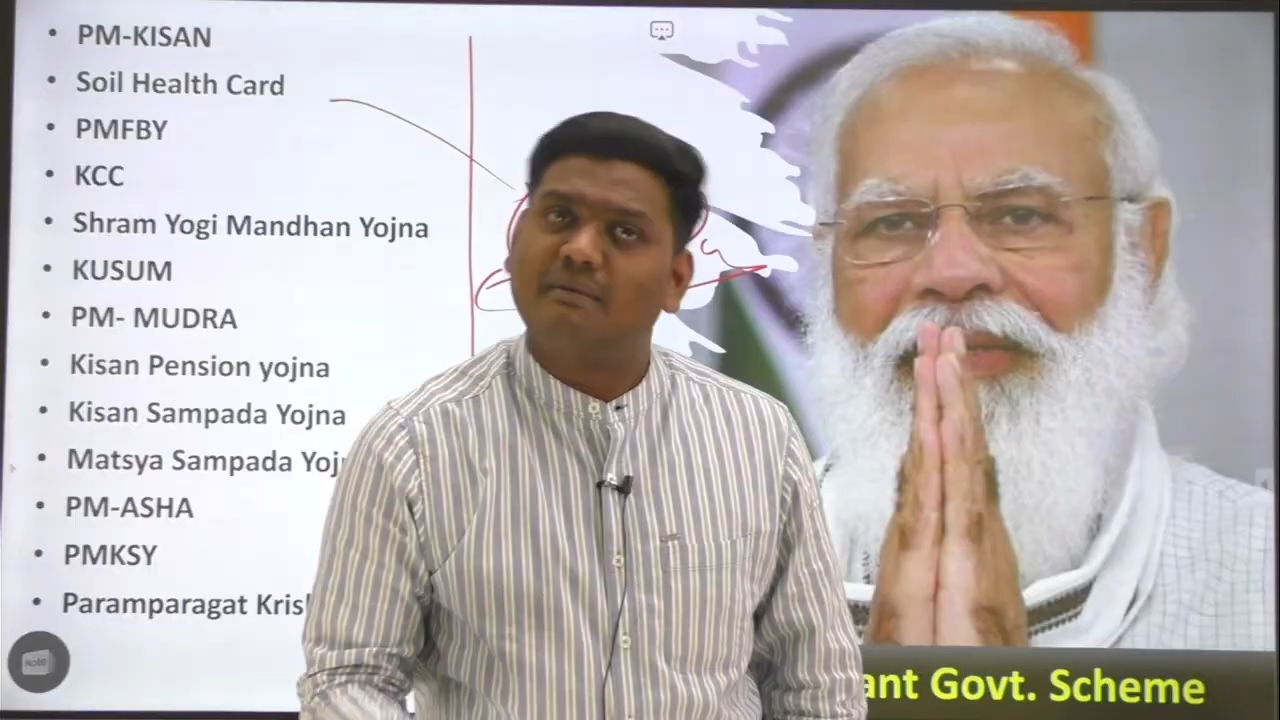 PM-KISAN
Soil Health Card
PMFBY
KCC
Shram Yogi Mandhan Yojna
KUSUM
PM- MUDRA
Kisan Pension yojna
Kisan Sampada Yojna
Matsya Sampada
PM-ASHA
PMKSY
Paramparagat
Note
Govt. Scheme